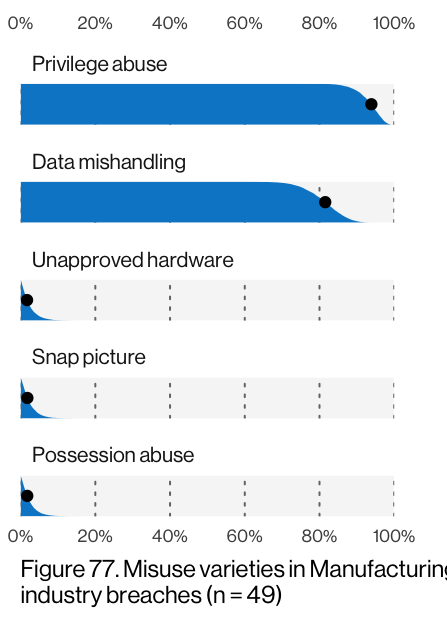 0% 20% 40% 60% 80% 100%
Privilege abuse
Data mishandling
Unapproved hardware
Snap picture
Possession abuse
0% 20% 40% 60% 80% 100%
Figure 77. Misuse varieties in Manufacturing
industry breaches (n = 49)